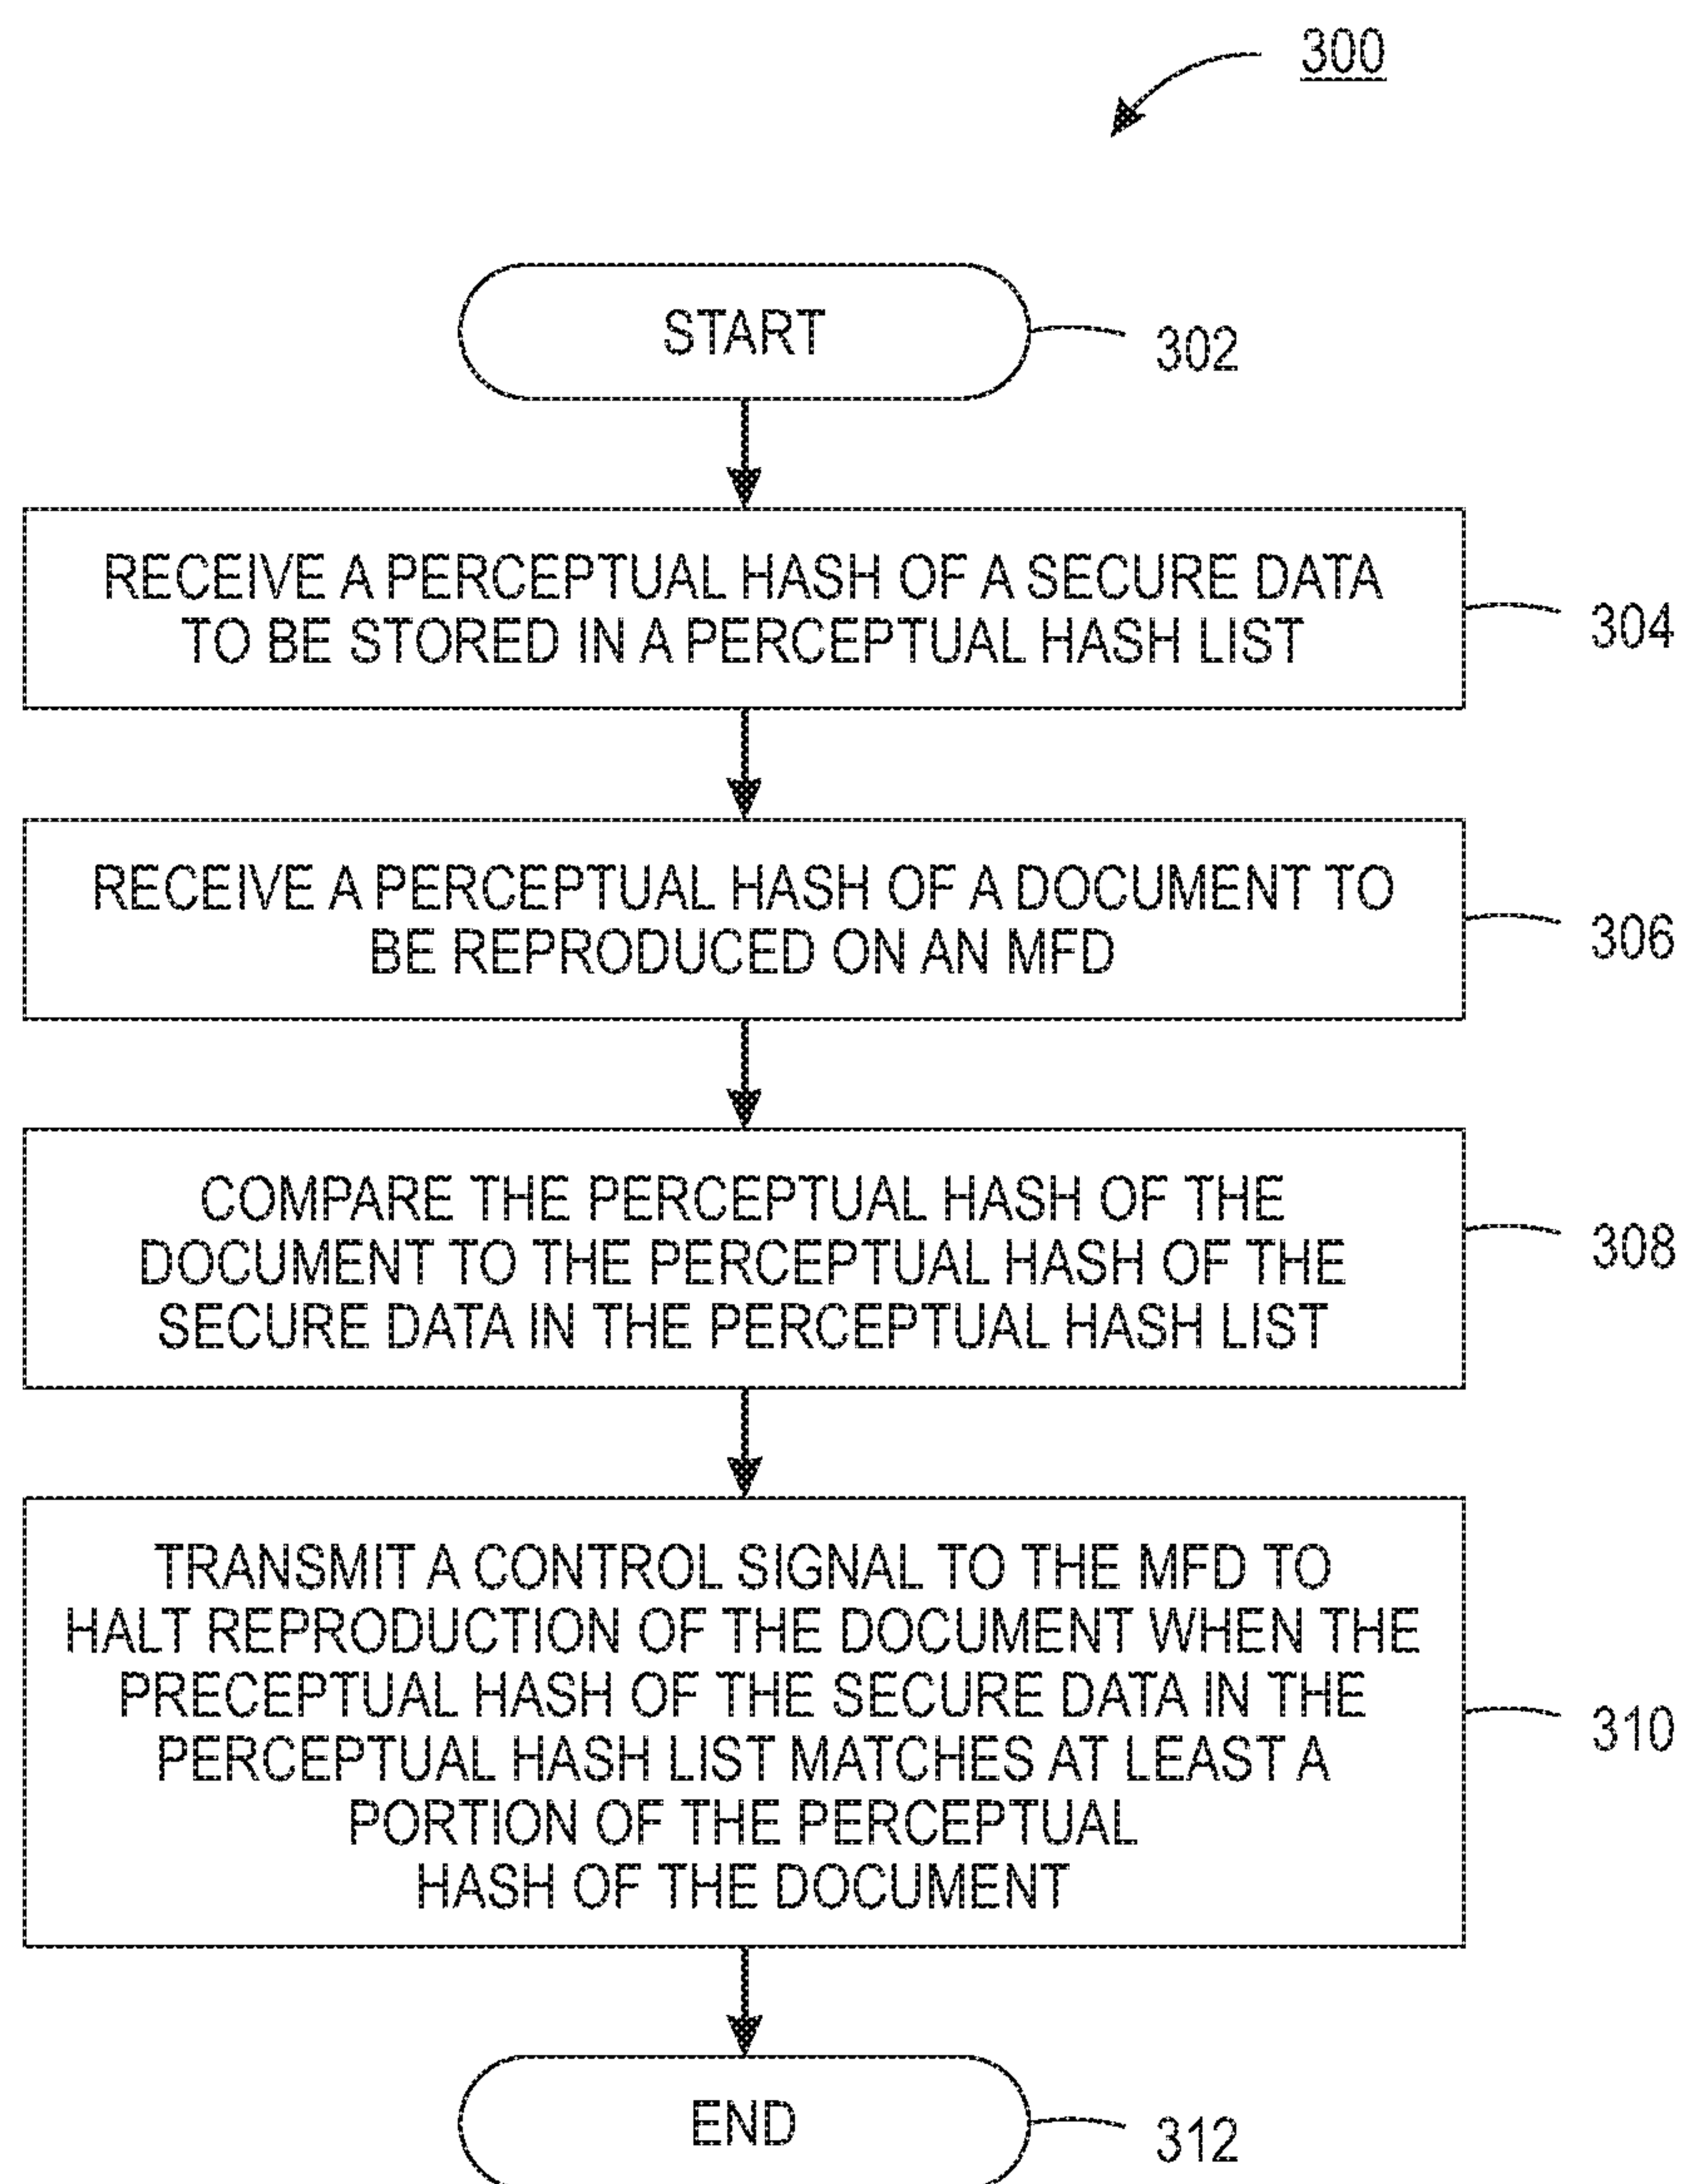 300
START
302
RECEIVE A PERCEPTUAL HASH OF A SECURE DATA
TO BE STORED IN A PERCEPTUAL HASH LIST
304
RECEIVE A PERCEPTUAL HASH OF A DOCUMENT TO
BE REPRODUCED ON AN MFD
306
COMPARE THE PERCEPTUAL HASH OF THE
DOCUMENT TO THE PERCEPTUAL HASH OF THE
SECURE DATA IN THE PERCEPTUAL HASH LIST
308
TRANSMIT A CONTROL SIGNAL TO THE MFD TO
HALT REPRODUCTION OF THE DOCUMENT WHEN THE
PRECEPTUAL HASH OF THE SECURE DATA IN THE
PERCEPTUAL HASH LIST MATCHES AT LEAST A
PORTION OF THE PERCEPTUAL
HASH OF THE DOCUMENT
310
END
312